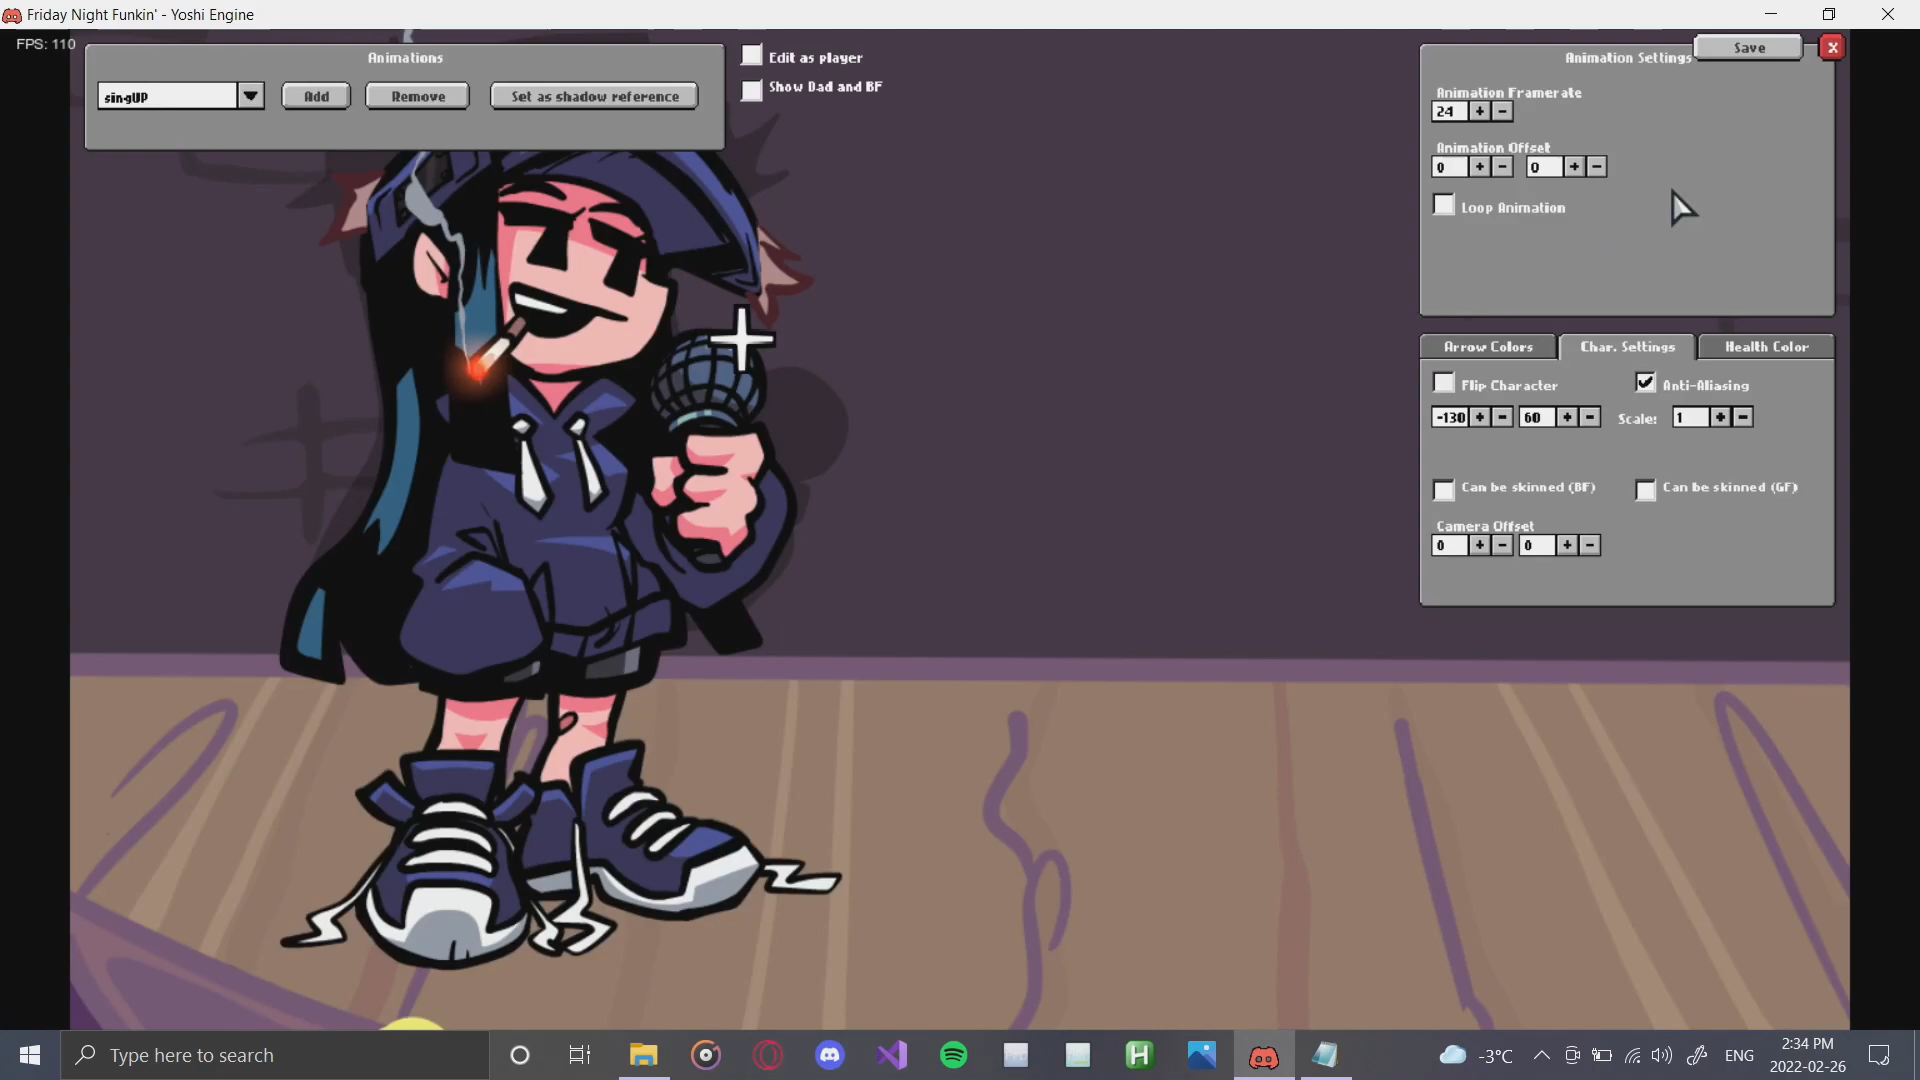 Friday Night Funkin' - Yoshi Engine
FPS: 110
Animations
singUP
Add
Remove
Set as shadow reference
Edit as player
Show Dad and BF
Save
X
Animation Settings
Animation Framerate
24 + -
Animation Offset
0 + - 0 + -
Loop Animation
Arrow Colors
Char. Settings
Health Color
Flip Character
Anti-Aliasing
-130 + - 60 + - Scale: 1 + -
Can be skinned (BF)
Can be skinned (GF)
Camera Offset
0 + - 0 + -
Type here to search
H
-3°C
ENG
2:34 PM
2022-02-26